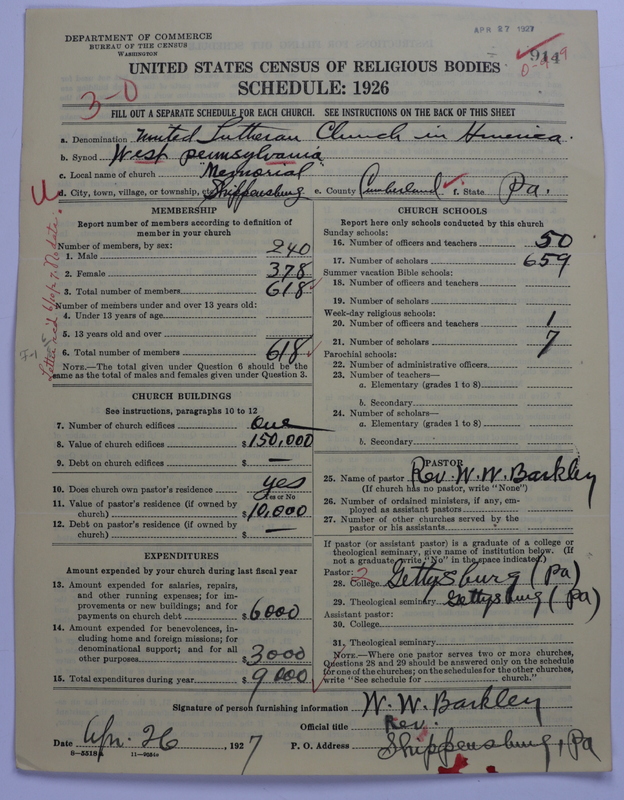 APR 27 1927
DEPARTMENT OF COMMERCE
BUREAU OF THE CENSUS
WASHINGTON
UNITED STATES CENSUS OF RELIGIOUS BODIES
SCHEDULE: 1926
3-0
FILL OUT A SEPARATE SCHEDULE FOR EACH CHURCH. SEE INSTRUCTIONS ON THE BACK OF THIS SHEET
a. Denomination United Lutheran Church in America.
b. Synod West pennsylvania
c. Local name of church Memorial
d. City, town, village, or township, etc. Shippensburg e. County Cumberland f. State Pa.
U
MEMBERSHIP
Report number of members according to definition of
member in your church
Number of members, by sex:
1. Male 240
2. Female 378
3. Total number of members 618
Number of members under and over 13 years old:
4. Under 13 years of age
5. 13 years old and over
6. Total number of members 618
NOTE.—The total given under Question 6 should be the
same as the total of males and females given under Question 3.
CHURCH BUILDINGS
See instructions, paragraphs 10 to 12
7. Number of church edifices One
8. Value of church edifices $150,000
9. Debt on church edifices $ —
10. Does church own pastor's residence yes
Yes or No
11. Value of pastor's residence (if owned by
church) $10,000
12. Debt on pastor's residence (if owned by
church) $ —
EXPENDITURES
Amount expended by your church during last fiscal year
13. Amount expended for salaries, repairs,
and other running expenses; for im-
provements or new buildings; and for
payments on church debt $6000
14. Amount expended for benevolences, in-
cluding home and foreign missions; for
denominational support; and for all
other purposes $3000
15. Total expenditures during year $9000
CHURCH SCHOOLS
Report here only schools conducted by this church
Sunday schools:
16. Number of officers and teachers 50
17. Number of scholars 659
Summer vacation Bible schools:
18. Number of officers and teachers
19. Number of scholars
Week-day religious schools:
20. Number of officers and teachers 1
21. Number of scholars 7
Parochial schools:
22. Number of administrative officers
23. Number of teachers—
a. Elementary (grades 1 to 8)
b. Secondary
24. Number of scholars—
a. Elementary (grades 1 to 8)
b. Secondary
PASTOR
25. Name of pastor Rev. W. W. Barkley
(If church has no pastor, write "None")
26. Number of ordained ministers, if any, em-
ployed as assistant pastors
27. Number of other churches served by the
pastor or his assistants
If pastor (or assistant pastor) is a graduate of a college or
theological seminary, give name of institution below. (If
not a graduate write "No" in the space indicated.)
Pastor: 2
28. College Gettysburg (Pa)
29. Theological seminary Gettysburg (Pa)
Assistant pastor:
30. College
31. Theological seminary
NOTE.—Where one pastor serves two or more churches,
Questions 28 and 29 should be answered only on the schedule
for one of the churches; on the schedules for the other churches,
write "See schedule for church."
Signature of person furnishing information W. W. Barkley
Official title Rev.
Date Apr. 26, 1927 P. O. Address Shippensburg, Pa
8—5518a 11—9084a